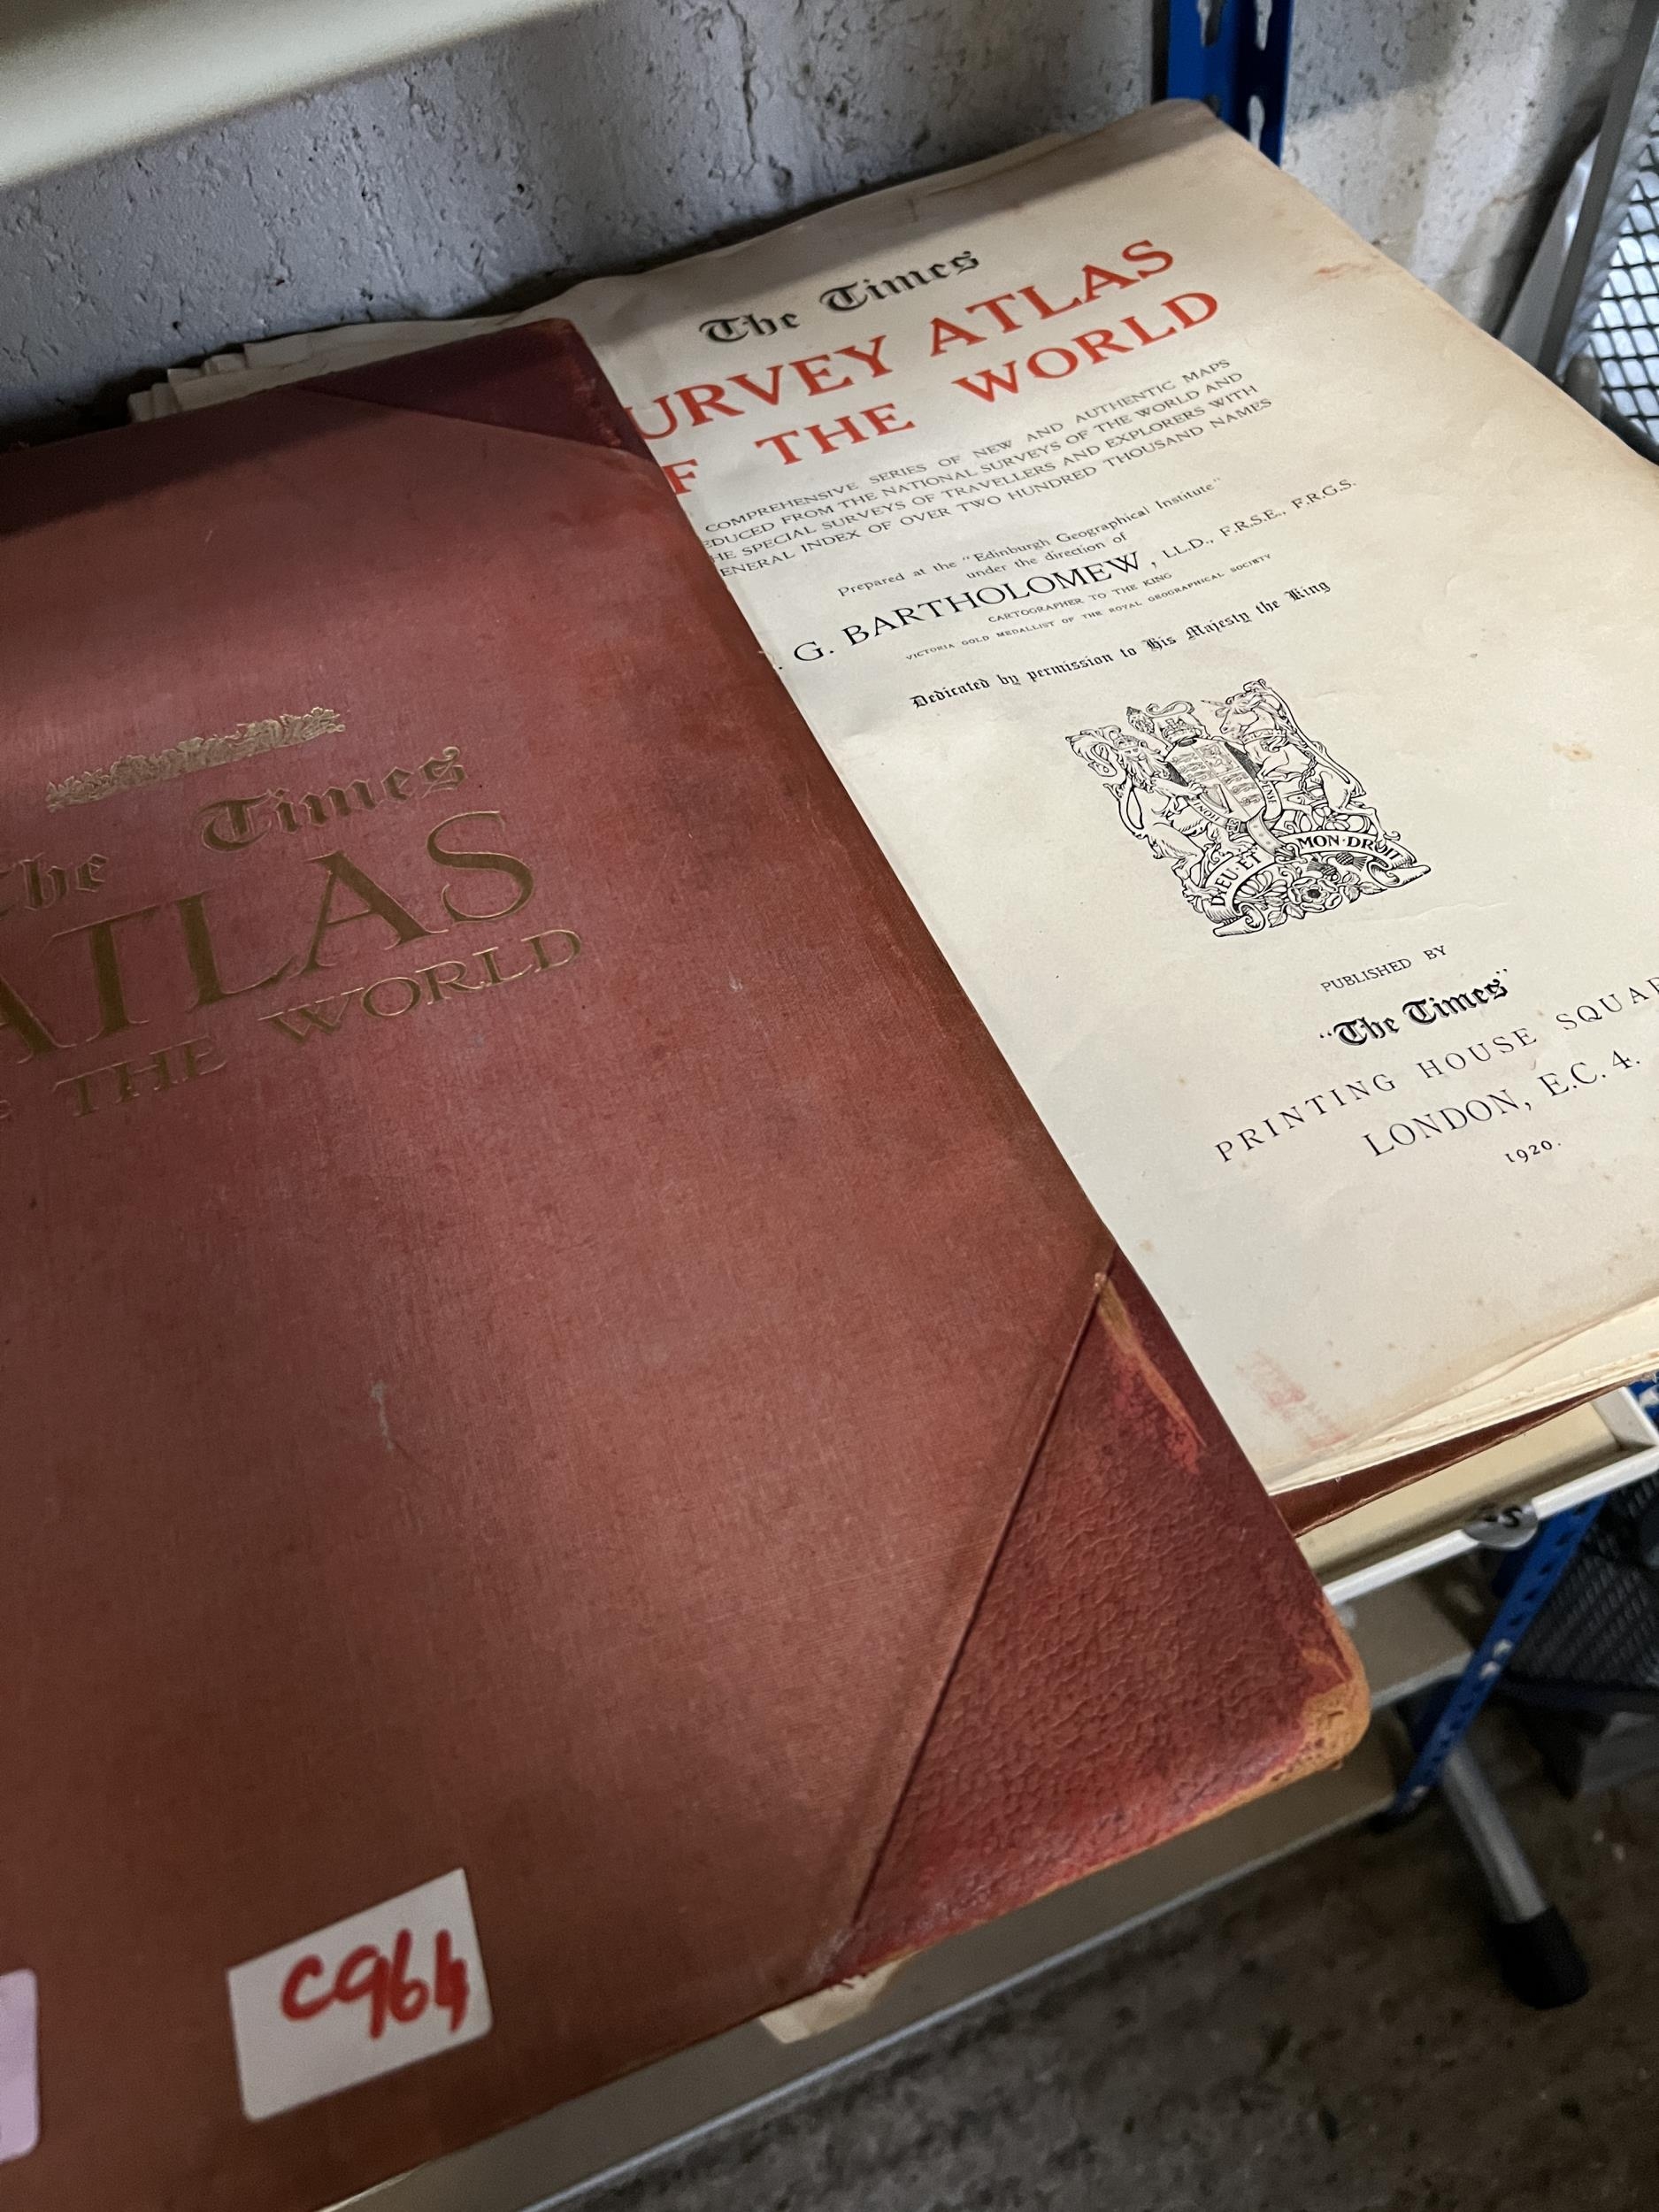 The Times
ATLAS
THE WORLD
C964
The Times
URVEY ATLAS
F THE WORLD
COMPREHENSIVE SERIES OF NEW AND AUTHENTIC MAPS
EDUCED FROM THE NATIONAL SURVEYS OF THE WORLD AND
HE SPECIAL SURVEYS OF TRAVELLERS AND EXPLORERS WITH
ENERAL INDEX OF OVER TWO HUNDRED THOUSAND NAMES
Prepared at the "Edinburgh Geographical Institute"
under the direction of
. G. BARTHOLOMEW, LL.D., F.R.S.E., F.R.G.S.
CARTOGRAPHER TO THE KING
VICTORIA GOLD MEDALLIST OF THE ROYAL GEOGRAPHICAL SOCIETY
Dedicated by permission to His Majesty the King
HONI
DIEU·ET MON·DROIT
PUBLISHED BY
"The Times"
PRINTING HOUSE SQUAR
LONDON, E.C. 4.
1920.